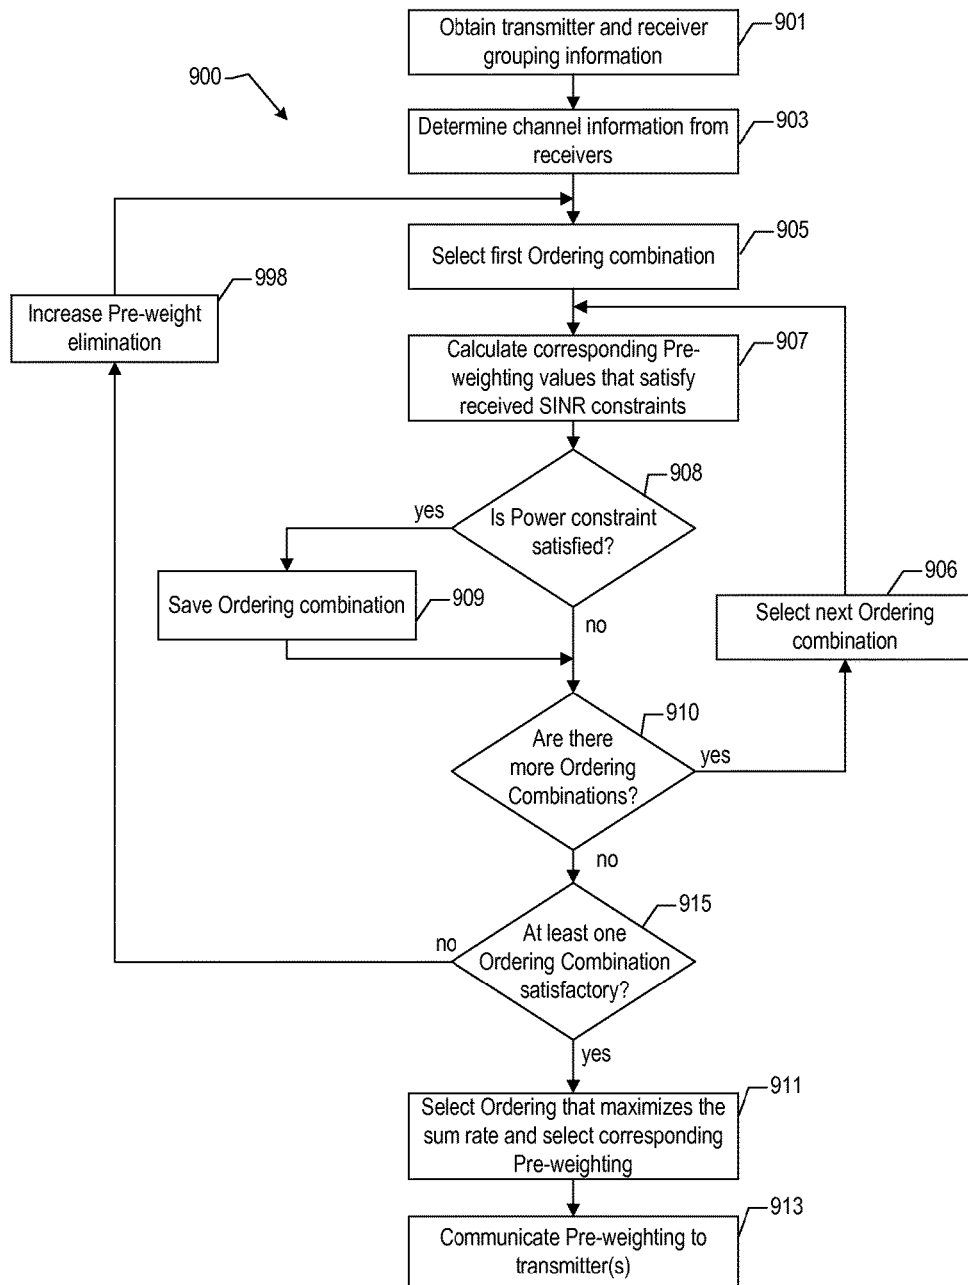 Obtain transmitter and receiver
grouping information
901
900
Determine channel information from
receivers
903
Select first Ordering combination
905
Increase Pre-weight
elimination
998
Calculate corresponding Pre-
weighting values that satisfy
received SINR constraints
907
Is Power constraint
satisfied?
908
yes
no
Save Ordering combination
909
Select next Ordering
combination
906
Are there
more Ordering
Combinations?
910
yes
no
At least one
Ordering Combination
satisfactory?
915
no
yes
Select Ordering that maximizes the
sum rate and select corresponding
Pre-weighting
911
Communicate Pre-weighting to
transmitter(s)
913